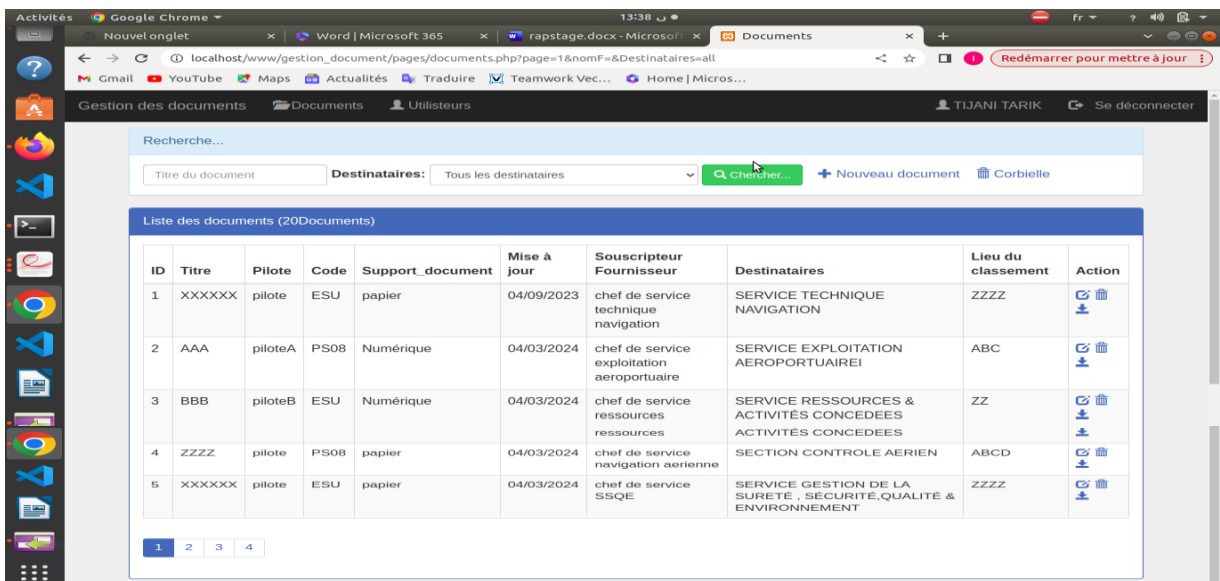 Activités Google Chrome 13:38 ن fr
Nouvel onglet Word | Microsoft 365 rapstage.docx - Microsof Documents
localhost/www/gestion_document/pages/documents.php?page=1&nomF=&Destinataires=all Redémarrer pour mettre à jour
Gmail YouTube Maps Actualités Traduire Teamwork Vec... Home | Micros...
Gestion des documents Documents Utilisteurs TIJANI TARIK Se déconnecter
Recherche...
Titre du document Destinataires: Tous les destinataires Chercher... Nouveau document Corbielle
Liste des documents (20Documents)
ID Titre Pilote Code Support_document Mise à jour Souscripteur Fournisseur Destinataires Lieu du classement Action
1 XXXXXX pilote ESU papier 04/09/2023 chef de service SERVICE TECHNIQUE ZZZZ
technique NAVIGATION
navigation
2 AAA piloteA PS08 Numérique 04/03/2024 chef de service SERVICE EXPLOITATION ABC
exploitation AEROPORTUAIREI
aeroportuaire
3 BBB piloteB ESU Numérique 04/03/2024 chef de service SERVICE RESSOURCES & ZZ
ressources ACTIVITÉS CONCEDEES
ressources ACTIVITÉS CONCEDEES
4 ZZZZ pilote PS08 papier 04/03/2024 chef de service SECTION CONTROLE AERIEN ABCD
navigation aerienne
5 XXXXXX pilote ESU papier 04/03/2024 chef de service SERVICE GESTION DE LA ZZZZ
SSQE SURETÉ , SÉCURITÉ,QUALITÉ &
ENVIRONNEMENT
1 2 3 4